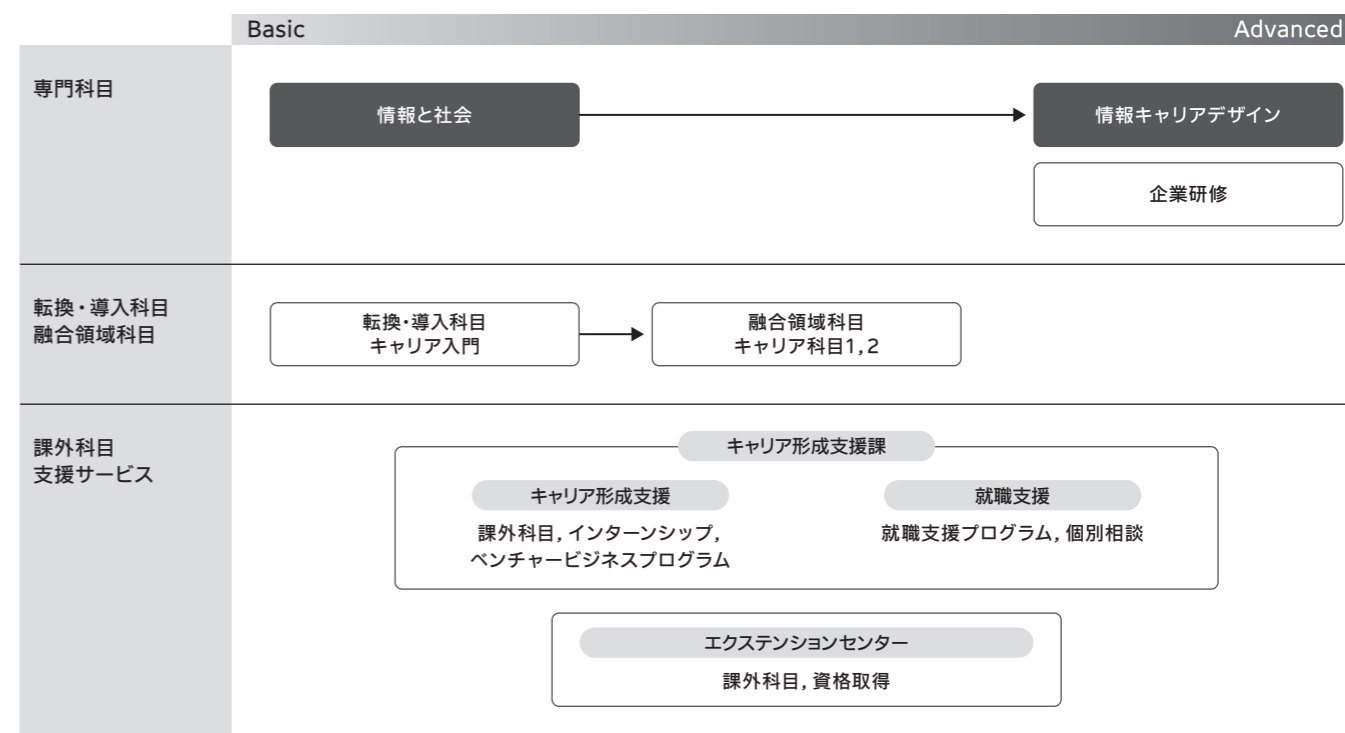 Basic
Advanced
専門科目
情報と社会
情報キャリアデザイン
企業研修
転換・導入科目
融合領域科目
転換・導入科目
キャリア入門
融合領域科目
キャリア科目1,2
課外科目
支援サービス
キャリア形成支援課
キャリア形成支援
課外科目, インターンシップ,
ベンチャービジネスプログラム
就職支援
就職支援プログラム, 個別相談
エクステンションセンター
課外科目, 資格取得